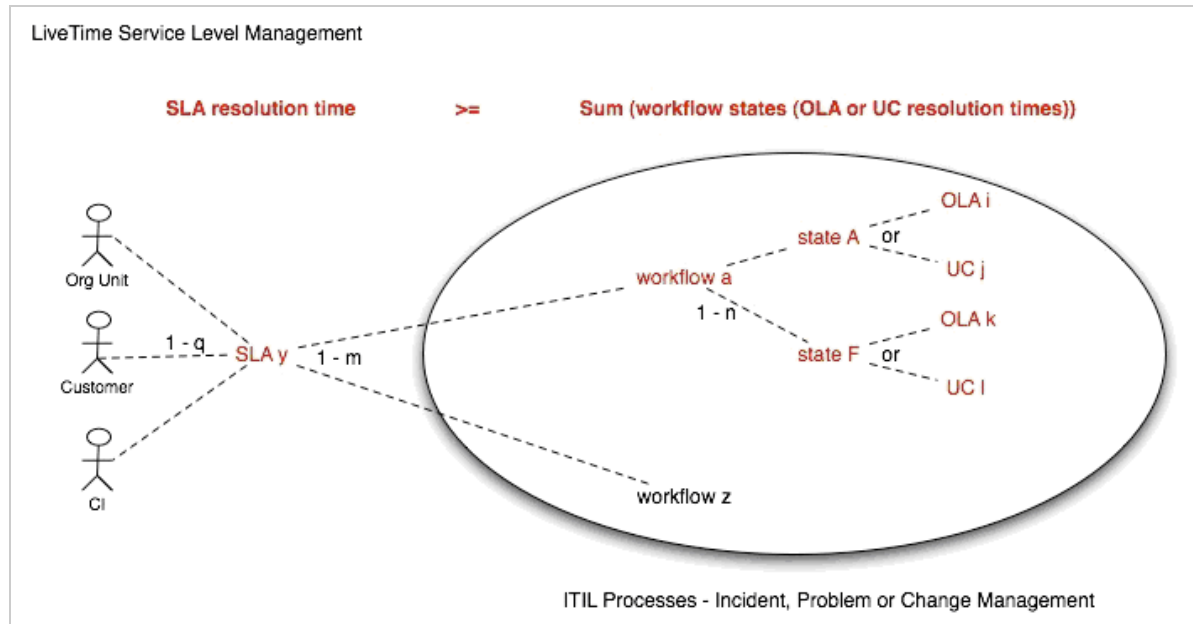 LiveTime Service Level Management
SLA resolution time >= Sum (workflow states (OLA or UC resolution times))
OLA i
state A or
Org Unit
workflow a
UC j
1 - n
OLA k
1 - q
SLA y
1 - m
state F or
Customer
UC l
CI
workflow z
ITIL Processes - Incident, Problem or Change Management